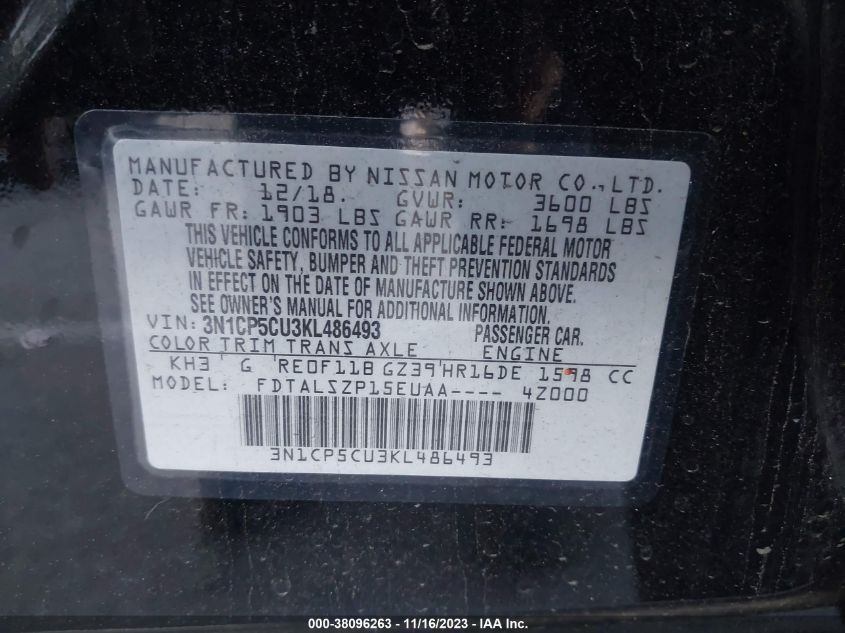 MANUFACTURED BY NISSAN MOTOR CO., LTD.
DATE: 12/18. GVWR: 3600 LBS
GAWR FR: 1903 LBS GAWR RR: 1698 LBS
THIS VEHICLE CONFORMS TO ALL APPLICABLE FEDERAL MOTOR
VEHICLE SAFETY, BUMPER AND THEFT PREVENTION STANDARDS
IN EFFECT ON THE DATE OF MANUFACTURE SHOWN ABOVE.
SEE OWNER'S MANUAL FOR ADDITIONAL INFORMATION.
VIN: 3N1CP5CU3KL486493 PASSENGER CAR.
COLOR TRIM TRANS AXLE ENGINE
KH3 G RE0F11B GZ39 HR16DE 1598 CC
MODEL: FDTALSZP15EUAA---- 4Z000
3N1CP5CU3KL486493
000-38096263 - 11/16/2023 - IAA Inc.